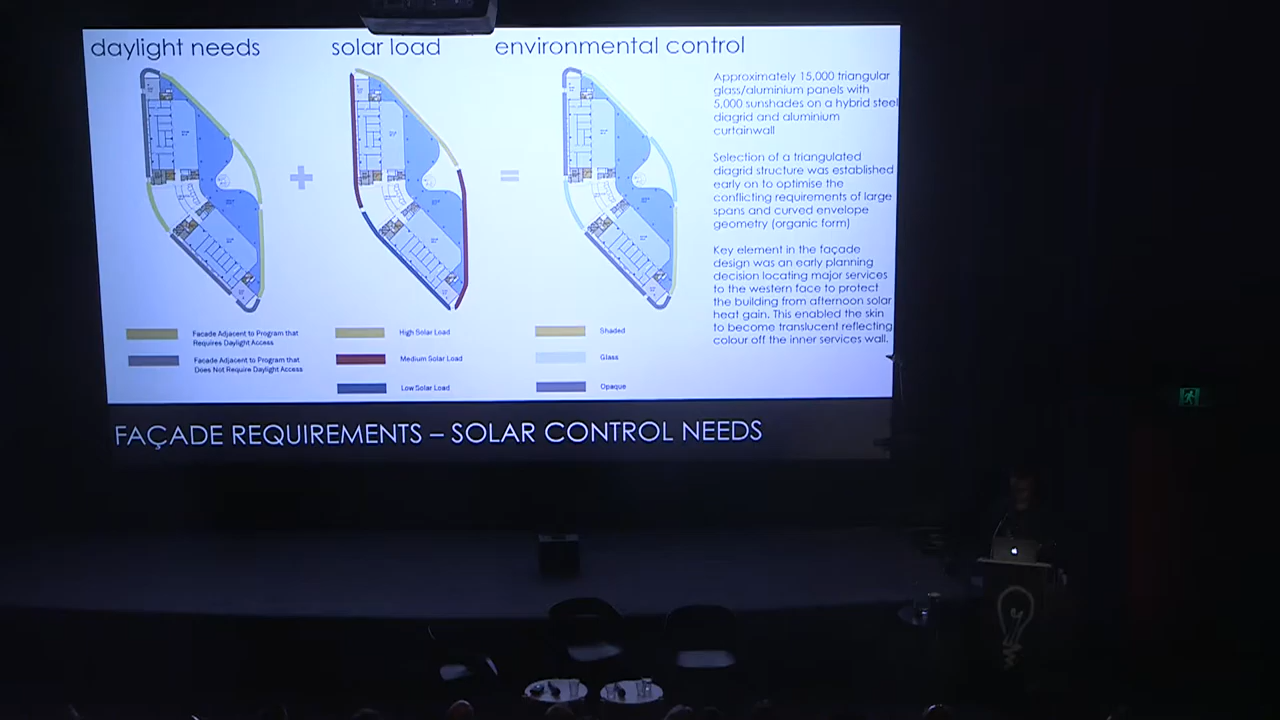 daylight needs
solar load
environmental control
Approximately 15,000 triangular
glass/aluminium panels with
5,000 sunshades on a hybrid steel
diagrid and aluminium
curtainwall
Selection of a triangulated
diagrid structure was established
early on to optimise the
conflicting requirements of large
spans and curved envelope
geometry (organic form)
Key element in the façade
design was an early planning
decision locating major services
to the western face to protect
the building from afternoon solar
heat gain. This enabled the skin
to become translucent reflecting
colour off the inner services wall.
+
=
Facade Adjacent to Program that
Requires Daylight Access
Facade Adjacent to Program that
Does Not Require Daylight Access
High Solar Load
Medium Solar Load
Low Solar Load
Shaded
Glass
Opaque
FAÇADE REQUIREMENTS – SOLAR CONTROL NEEDS